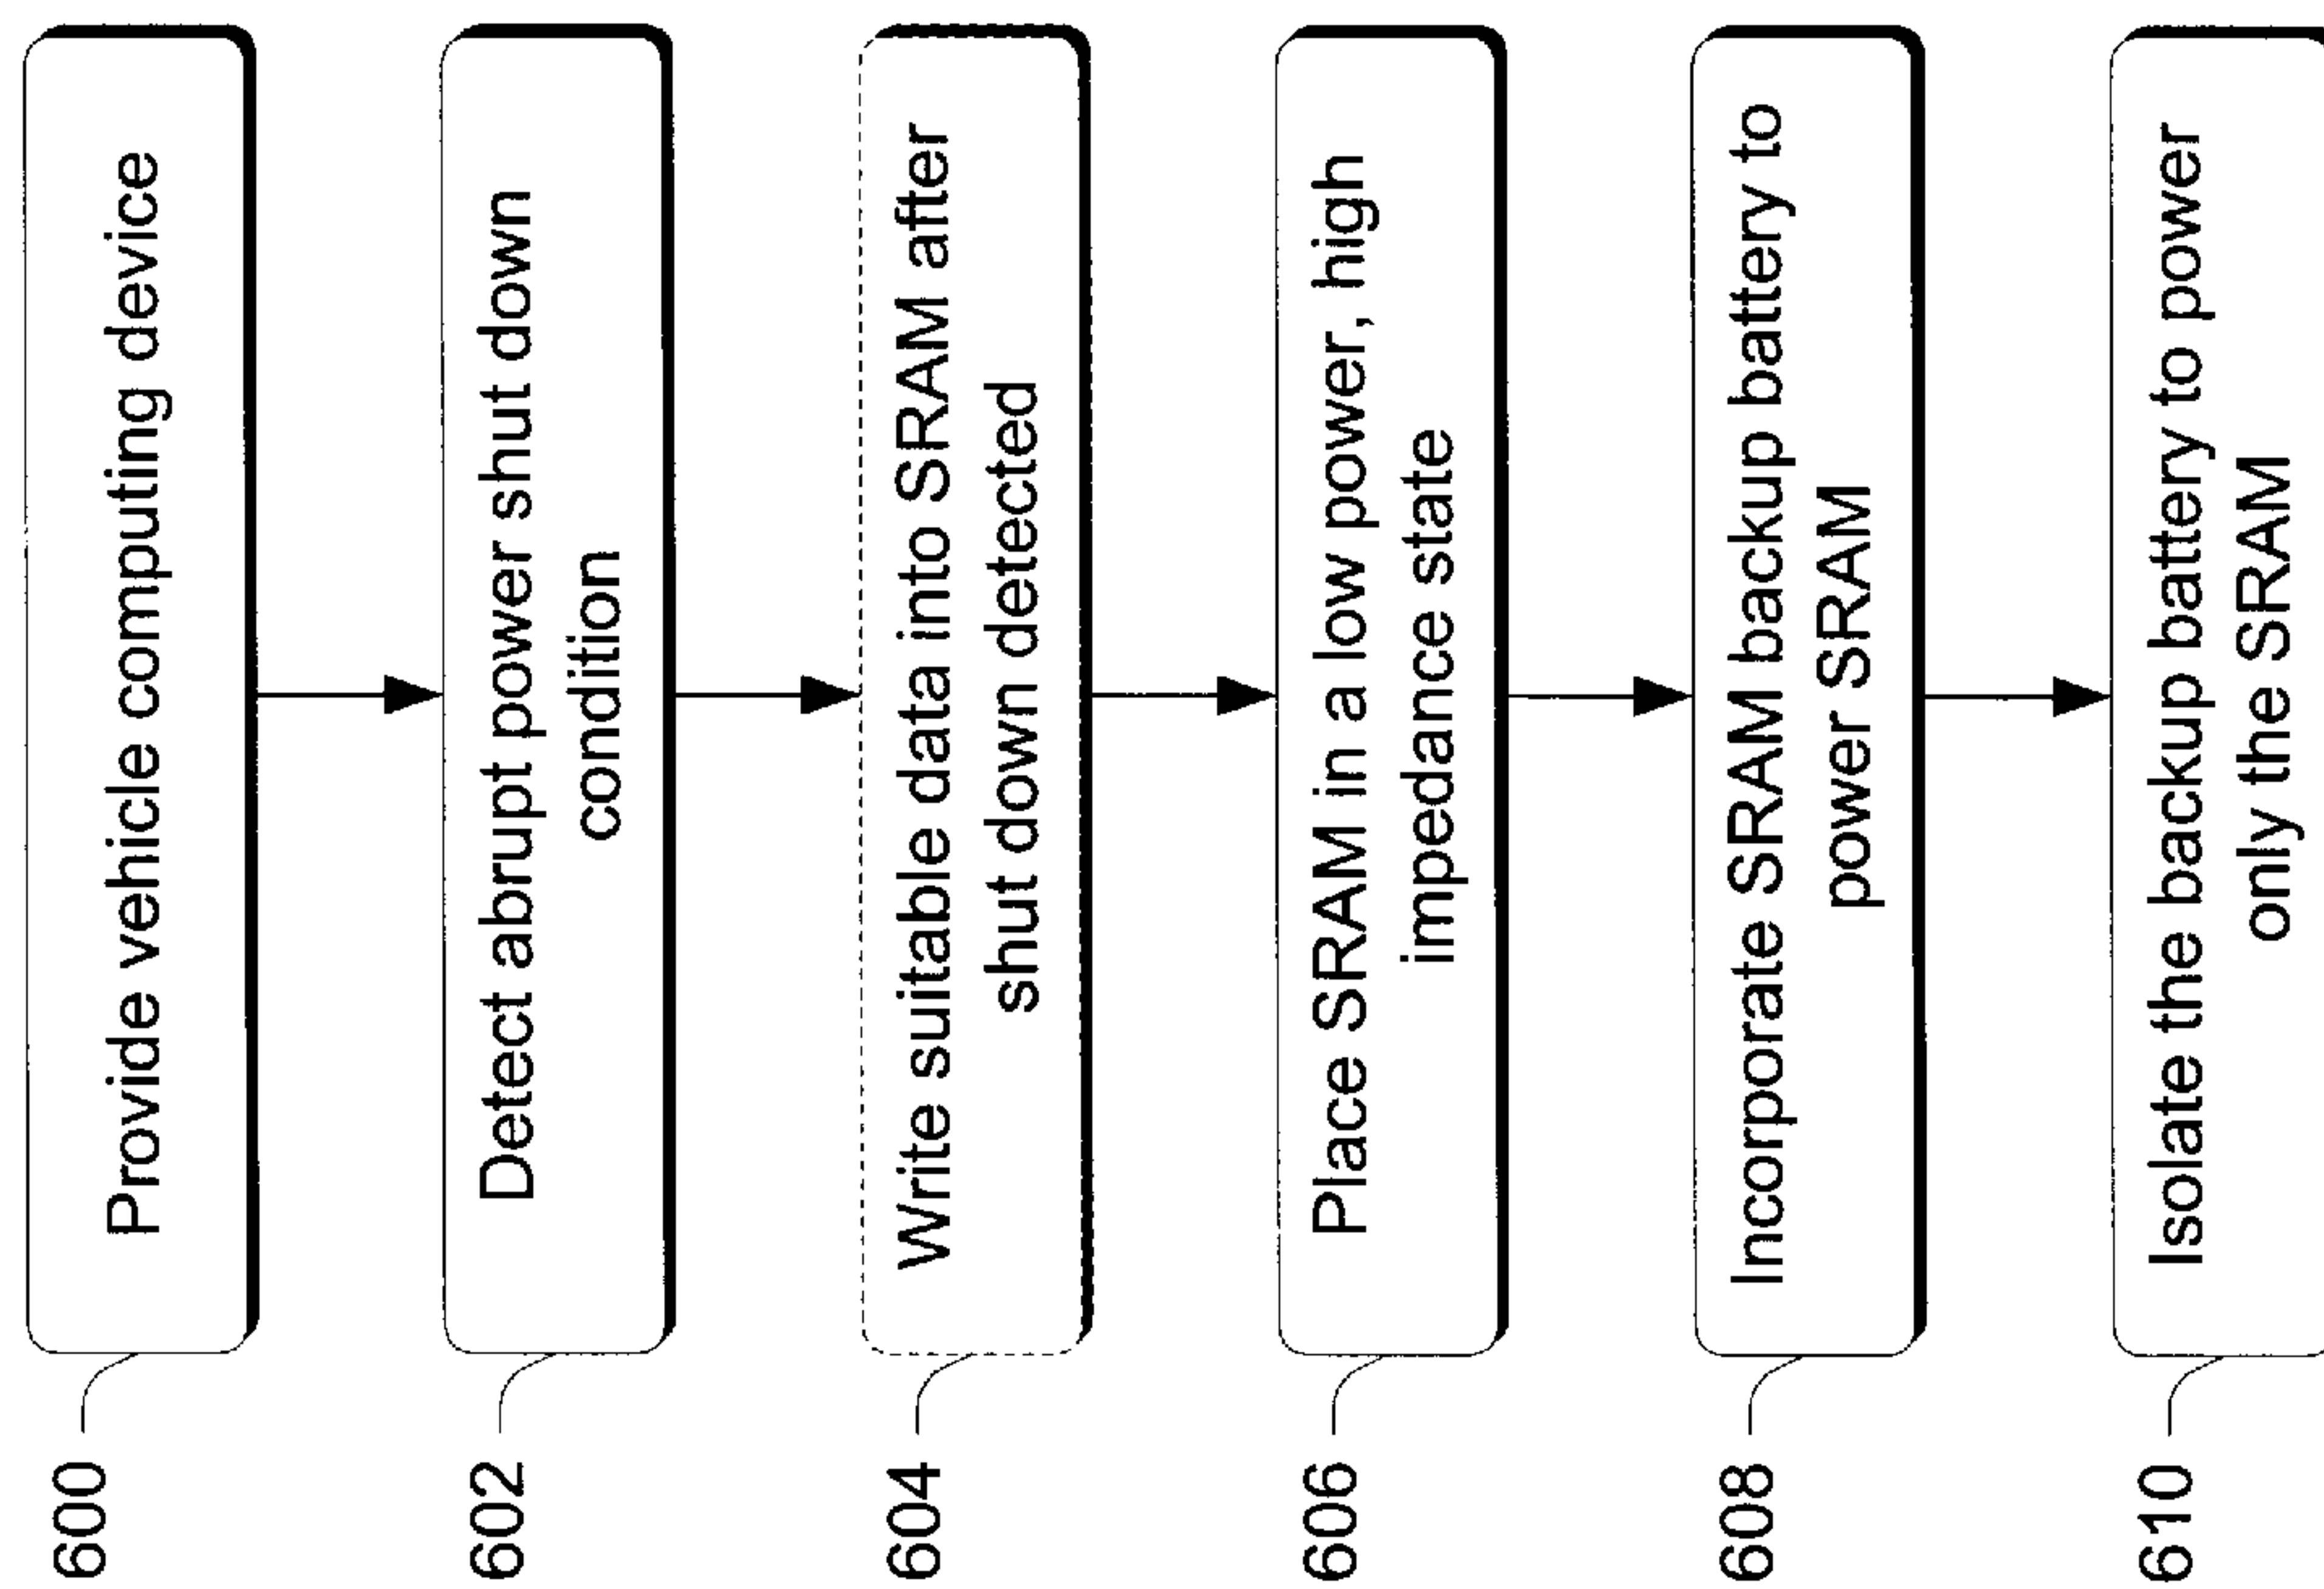 600
Provide vehicle computing device
602
Detect abrupt power shut down
condition
604
Write suitable data into SRAM after
shut down detected
606
Place SRAM in a low power, high
impedance state
608
Incorporate SRAM backup battery to
power SRAM
610
Isolate the backup battery to power
only the SRAM